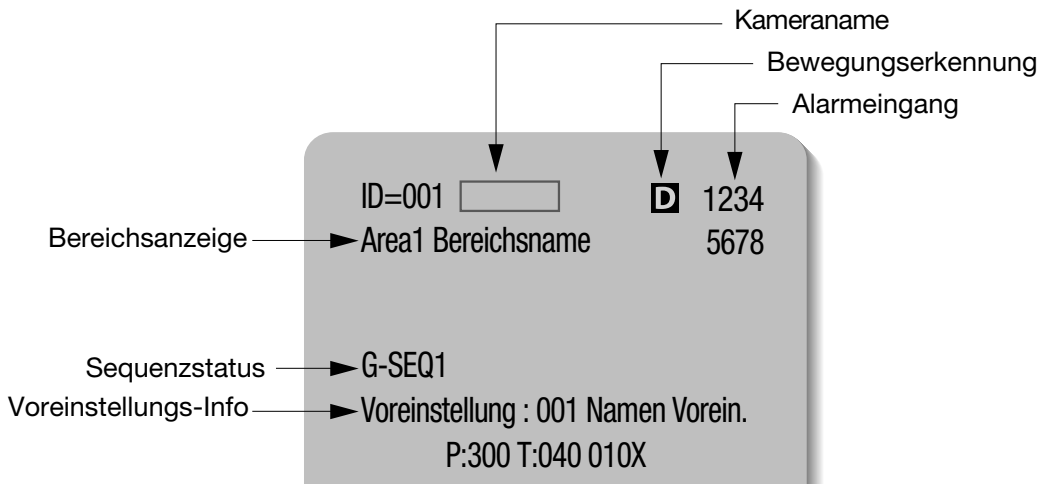 Kameraname
Bewegungserkennung
Alarmeingang
ID=001 D 1234
Bereichsanzeige Area1 Bereichsname 5678
Sequenzstatus G-SEQ1
Voreinstellungs-Info Voreinstellung : 001 Namen Vorein.
P:300 T:040 010X